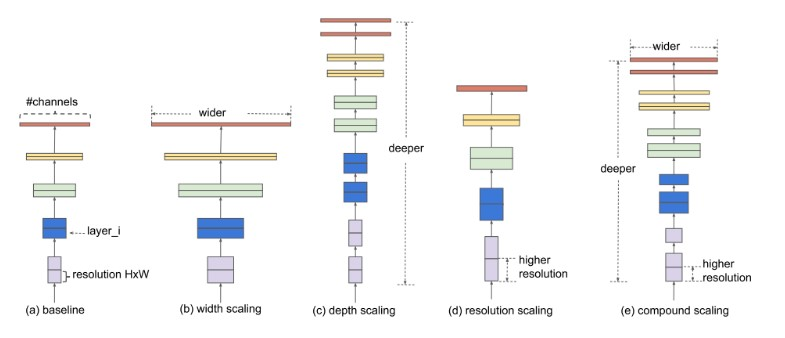 #channels
layer_i
resolution HxW
(a) baseline
wider
(b) width scaling
deeper
(c) depth scaling
higher
resolution
(d) resolution scaling
wider
deeper
higher
resolution
(e) compound scaling